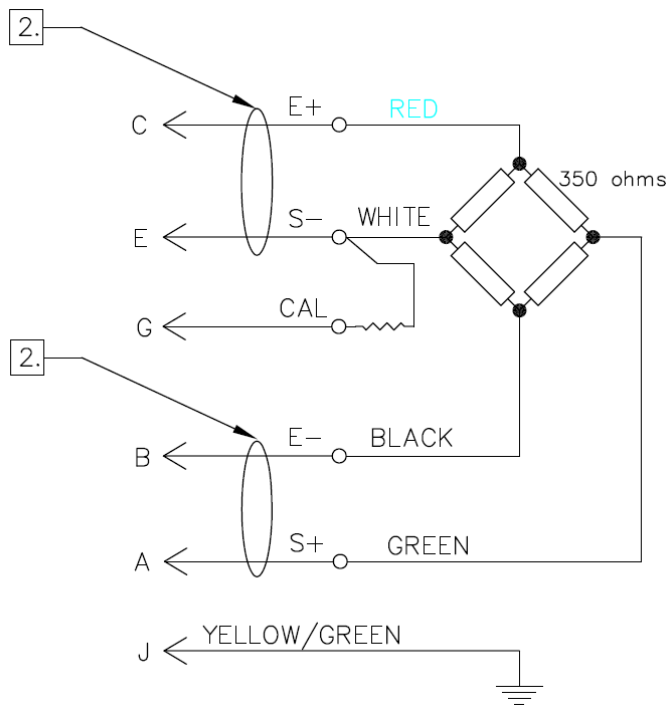 2.
C E+ RED
350 ohms
E S- WHITE
G CAL
2.
B E- BLACK
A S+ GREEN
J YELLOW/GREEN